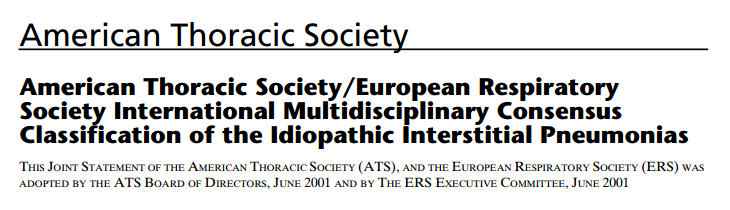 American Thoracic Society
American Thoracic Society/European Respiratory
Society International Multidisciplinary Consensus
Classification of the Idiopathic Interstitial Pneumonias
THIS JOINT STATEMENT OF THE AMERICAN THORACIC SOCIETY (ATS), AND THE EUROPEAN RESPIRATORY SOCIETY (ERS) WAS
ADOPTED BY THE ATS BOARD OF DIRECTORS, JUNE 2001 AND BY THE ERS EXECUTIVE COMMITTEE, JUNE 2001